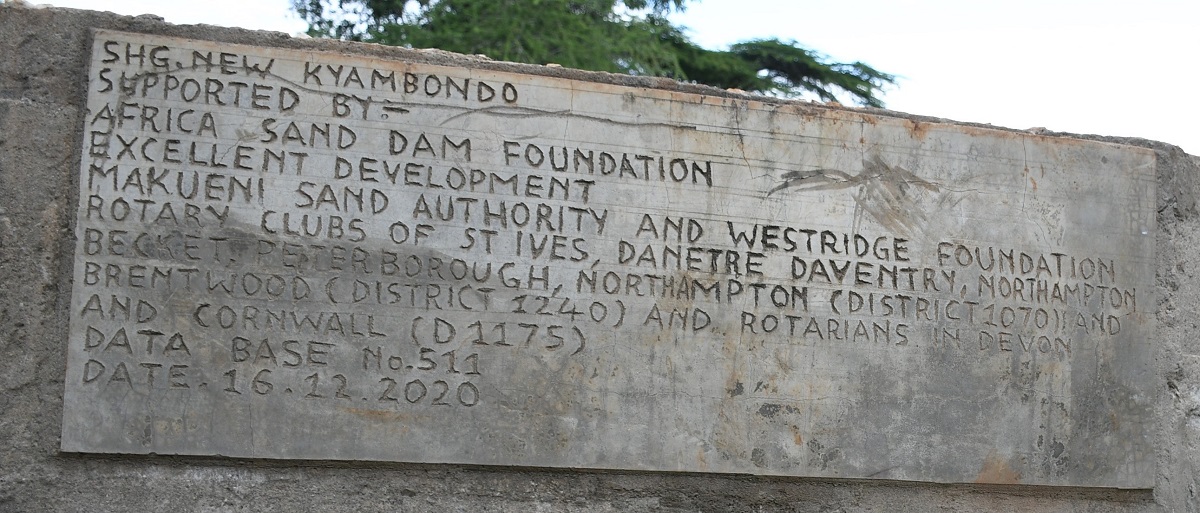 SHG. NEW KYAMBONDO
SUPPORTED BY:-
AFRICA SAND DAM FOUNDATION
EXCELLENT DEVELOPMENT
MAKUENI SAND AUTHORITY AND WESTRIDGE FOUNDATION
ROTARY CLUBS OF ST IVES, DANETRE DAVENTRY, NORTHAMPTON
BECKET, PETERBOROUGH, NORTHAMPTON (DISTRICT 1070) AND
BRENTWOOD (DISTRICT 1240) AND ROTARIANS IN DEVON
AND CORNWALL (D1175)
DATA BASE No. 511
DATE. 16.12.2020